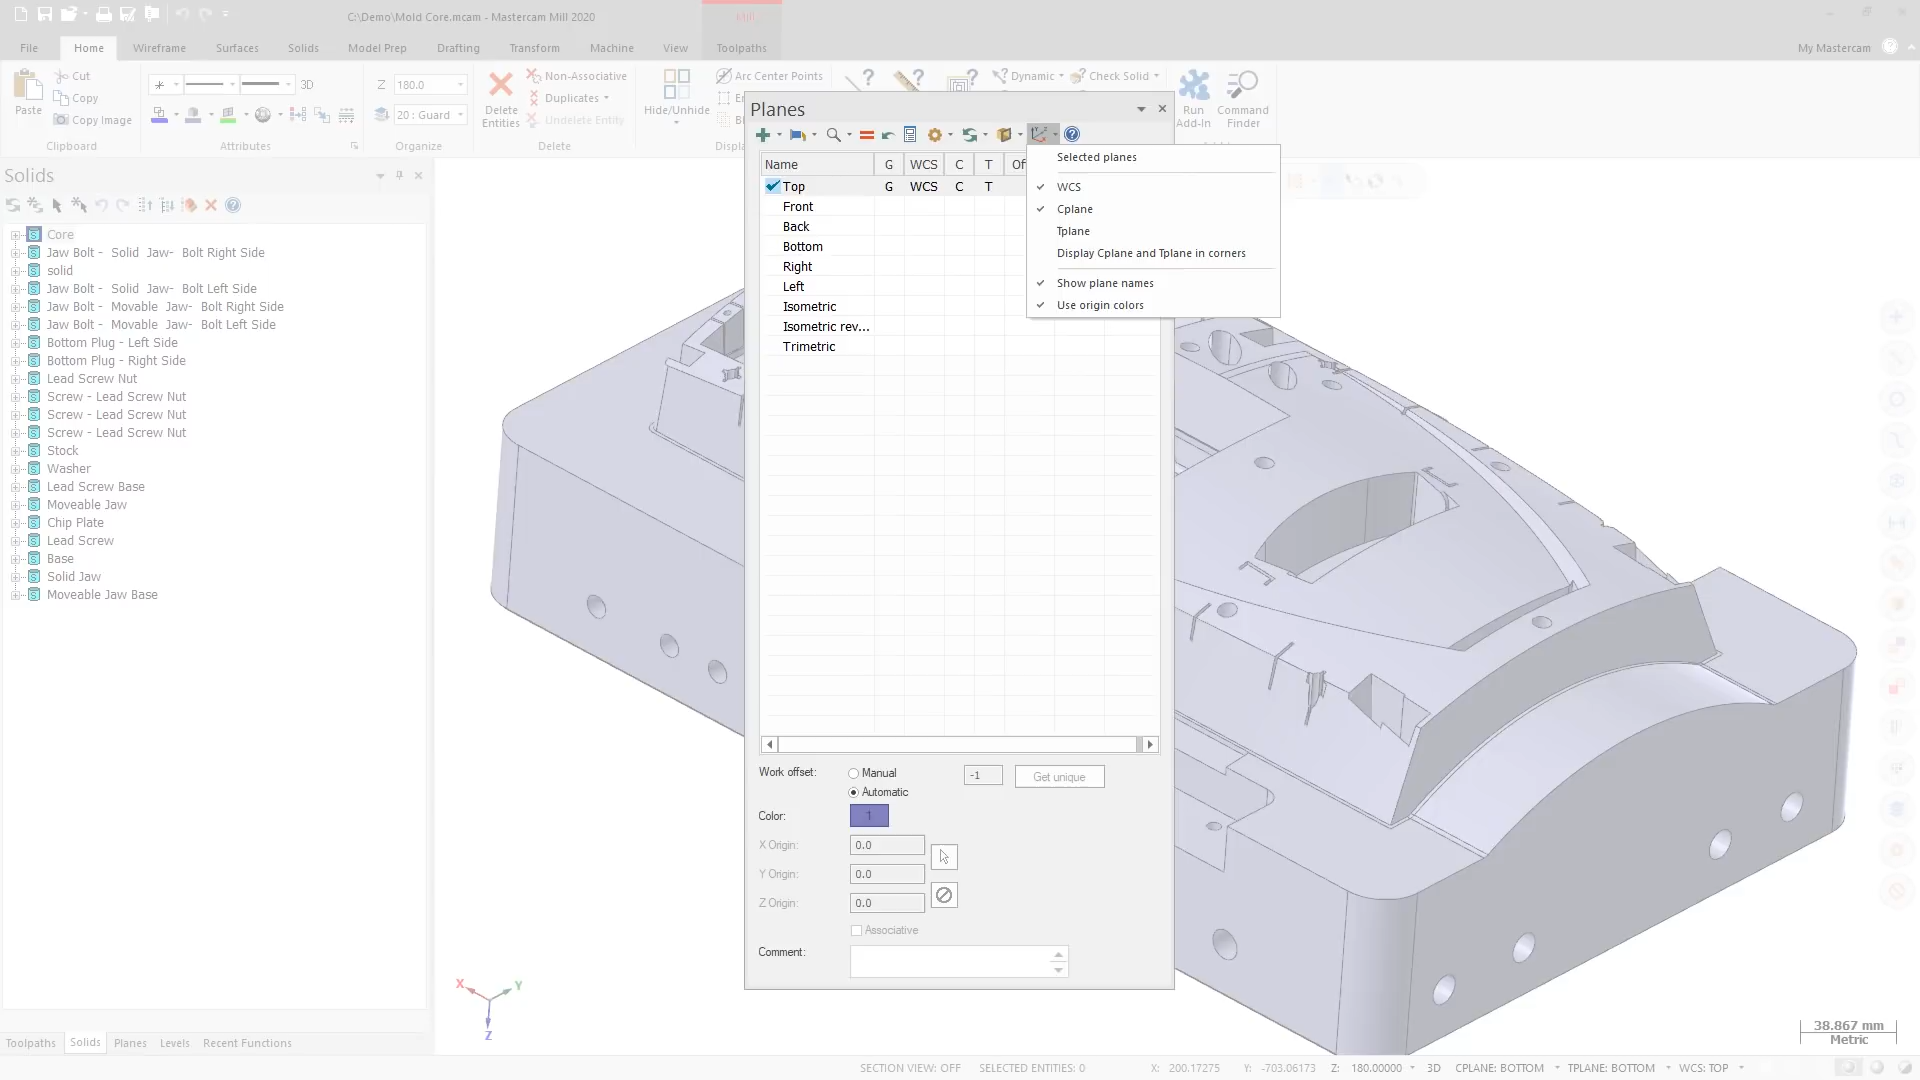 C:\Demo\Mold Core.mcam - Mastercam Mill 2020
File Home Wireframe Surfaces Solids Model Prep Drafting Transform Machine View Toolpaths My Mastercam
Paste
Cut
Copy
Copy Image
Clipboard
3D
Attributes
Z 180.0
20 : Guard
Organize
Delete Entities
Non-Associative
Duplicates
Undelete Entity
Delete
Hide/Unhide
Arc Center Points
Dynamic
Check Solid
Run Add-In
Command Finder
Planes
Name G WCS C T
Top G WCS C T
Front
Back
Bottom
Right
Left
Isometric
Isometric rev...
Trimetric
Selected planes
WCS
Cplane
Tplane
Display Cplane and Tplane in corners
Show plane names
Use origin colors
Work offset: Manual -1 Get unique
Automatic
Color: 1
X Origin: 0.0
Y Origin: 0.0
Z Origin: 0.0
Associative
Comment:
Solids
Core
Jaw Bolt - Solid Jaw- Bolt Right Side
solid
Jaw Bolt - Solid Jaw- Bolt Left Side
Jaw Bolt - Movable Jaw- Bolt Right Side
Jaw Bolt - Movable Jaw- Bolt Left Side
Bottom Plug - Left Side
Bottom Plug - Right Side
Lead Screw Nut
Screw - Lead Screw Nut
Screw - Lead Screw Nut
Screw - Lead Screw Nut
Stock
Washer
Lead Screw Base
Moveable Jaw
Chip Plate
Lead Screw
Base
Solid Jaw
Moveable Jaw Base
X Y
Z
38.867 mm
Metric
Toolpaths Solids Planes Levels Recent Functions
SECTION VIEW: OFF SELECTED ENTITIES: 0 X: 200.17275 Y: -703.06173 Z: 180.00000 3D CPLANE: BOTTOM TPLANE: BOTTOM WCS: TOP